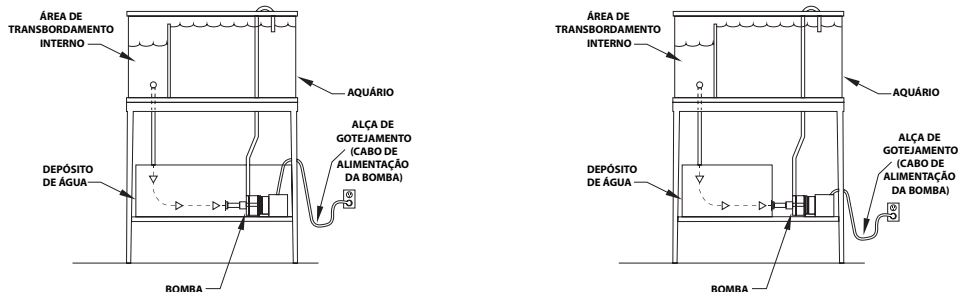 ÁREA DE
TRANSBORDAMENTO
INTERNO
AQUÁRIO
ALÇA DE
GOTEJAMENTO
(CABO DE
ALIMENTAÇÃO
DA BOMBA)
DEPÓSITO
DE ÁGUA
BOMBA
ÁREA DE
TRANSBORDAMENTO
INTERNO
AQUÁRIO
ALÇA DE
GOTEJAMENTO
(CABO DE
ALIMENTAÇÃO
DA BOMBA)
DEPÓSITO
DE ÁGUA
BOMBA